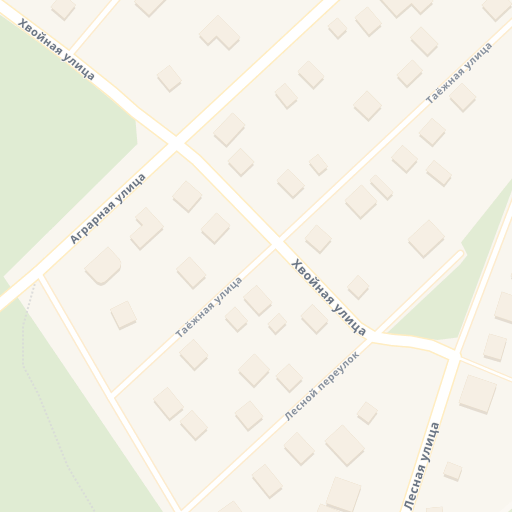 Хвойная улица
Таёжная улица
Аграрная улица
Хвойная улица
Таёжная улица
Лесной переулок
Лесная улица